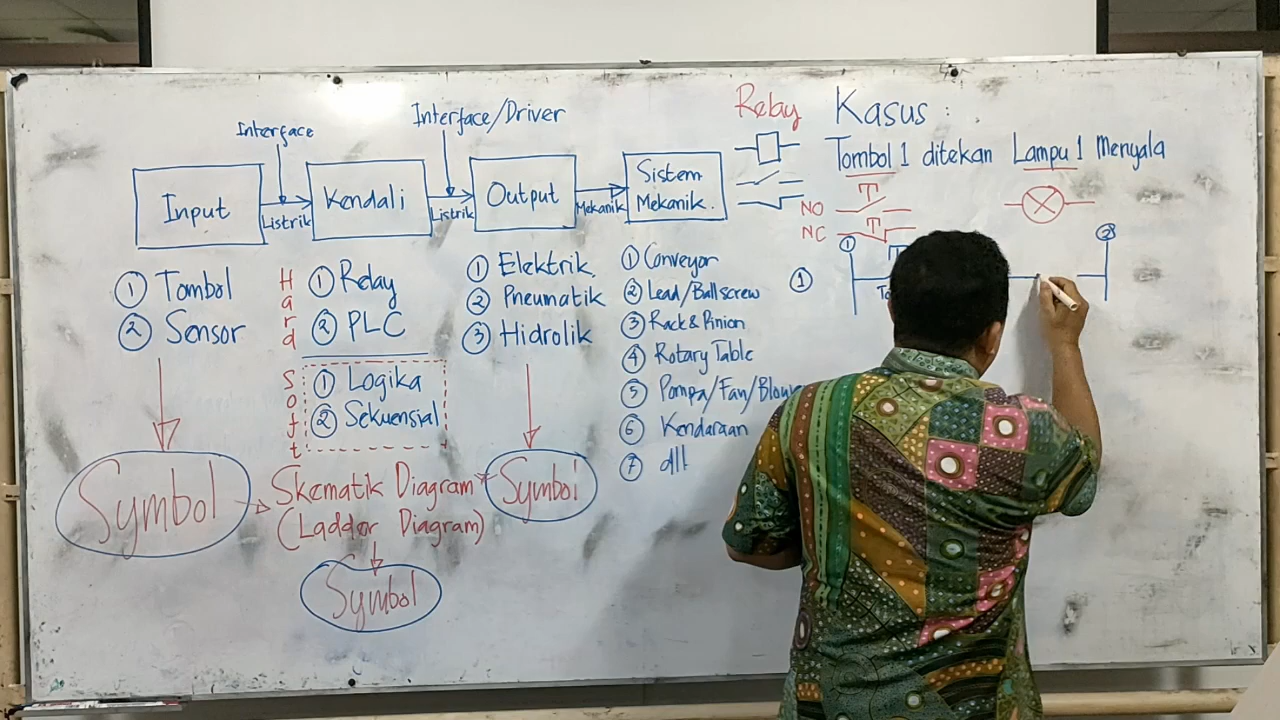 Interface
Interface/Driver
Input
Listrik
Kendali
Listrik
Output
Mekanik
Sistem
Mekanik.
① Tombol
② Sensor
Hard
① Relay
② PLC
Soft
① Logika
② Sekuensial
① Elektrik.
② Pneumatik
③ Hidrolik
① Conveyor
② Lead/Ballscrew
③ Rack & Pinion
④ Rotary Table
⑤ Pompa/Fan/Blow
⑥ Kendaraan
⑦ dll
Symbol
Skematik Diagram
(Ladder Diagram)
Symbol
Symbol
Relay
Kasus :
Tombol 1 ditekan Lampu 1 Menyala
NO
NC
①
②
①